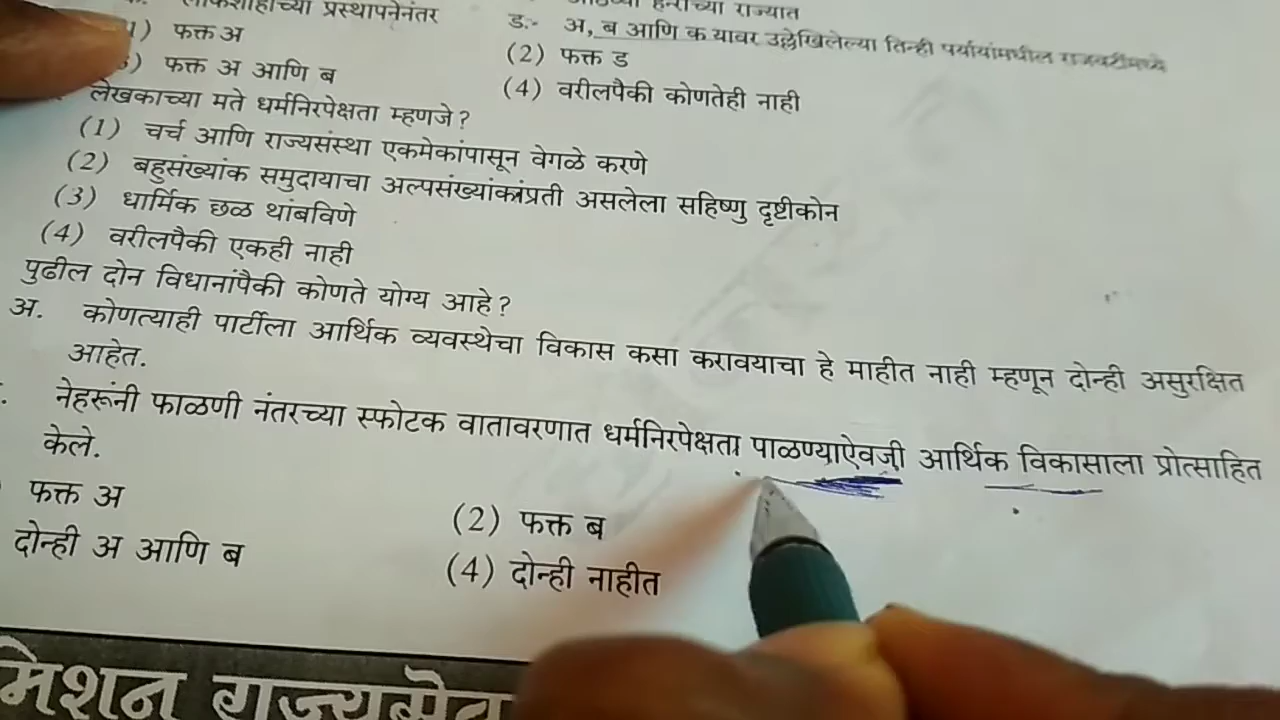 लोकशाहीच्या प्रस्थापनेनंतर
राज्यात
1) फक्त अ
ड:- अ, ब आणि क यावर उल्लेखिलेल्या तिन्ही पर्यायांमधील राजवटींमध्ये
3) फक्त अ आणि ब
(2) फक्त ड
(4) वरीलपैकी कोणतेही नाही
लेखकाच्या मते धर्मनिरपेक्षता म्हणजे?
(1) चर्च आणि राज्यसंस्था एकमेकांपासून वेगळे करणे
(2) बहुसंख्यांक समुदायाचा अल्पसंख्यांकांप्रती असलेला सहिष्णु दृष्टीकोन
(3) धार्मिक छळ थांबविणे
(4) वरीलपैकी एकही नाही
पुढील दोन विधानांपैकी कोणते योग्य आहे?
अ. कोणत्याही पार्टीला आर्थिक व्यवस्थेचा विकास कसा करावयाचा हे माहीत नाही म्हणून दोन्ही असुरक्षित
आहेत.
नेहरूंनी फाळणी नंतरच्या स्फोटक वातावरणात धर्मनिरपेक्षता पाळण्याऐवजी आर्थिक विकासाला प्रोत्साहित
केले.
फक्त अ
(2) फक्त ब
दोन्ही अ आणि ब
(4) दोन्ही नाहीत
मिशन राज्यसेव